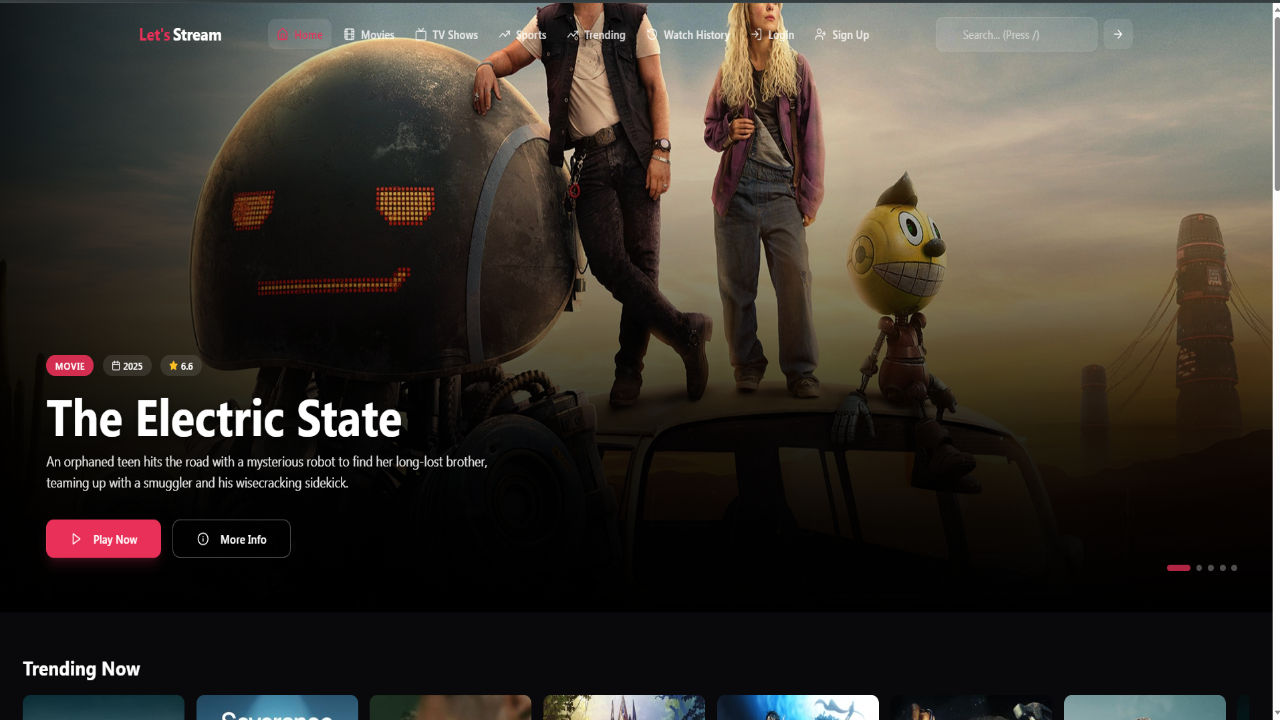 Let's Stream
Home
Movies
TV Shows
Sports
Trending
Watch History
Login
Sign Up
Search... (Press /)
MOVIE
2025
6.6
The Electric State
An orphaned teen hits the road with a mysterious robot to find her long-lost brother,
teaming up with a smuggler and his wisecracking sidekick.
Play Now
More Info
Trending Now
Severance